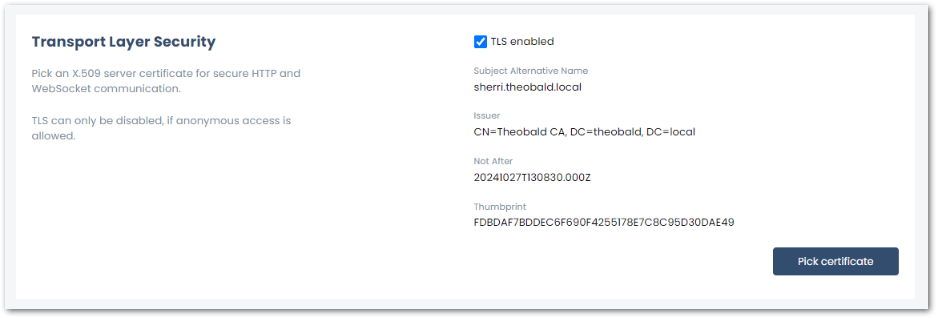 Transport Layer Security
Pick an X.509 server certificate for secure HTTP and
WebSocket communication.
TLS can only be disabled, if anonymous access is
allowed.
TLS enabled
Subject Alternative Name
sherri.theobald.local
Issuer
CN=Theobald CA, DC=theobald, DC=local
Not After
20241027T130830.000Z
Thumbprint
FDBDAF7BDDEC6F690F4255178E7C8C95D30DAE49
Pick certificate